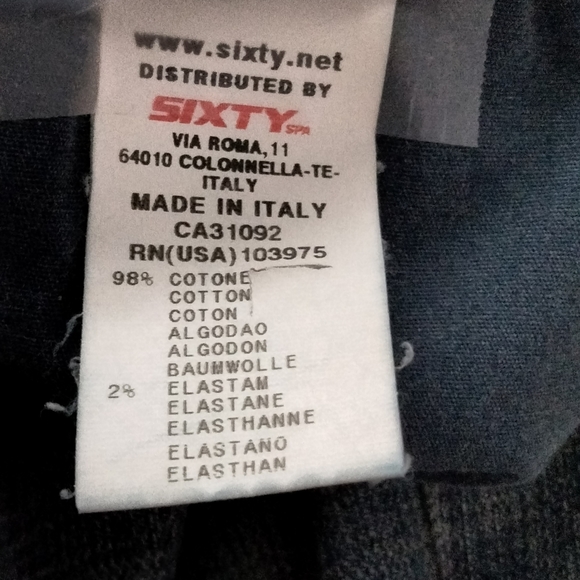 www.sixty.net
DISTRIBUTED BY
SIXTY SPA
VIA ROMA,11
64010 COLONNELLA-TE-
ITALY
MADE IN ITALY
CA31092
RN(USA)103975
98% COTONE
COTTON
COTON
ALGODAO
ALGODON
BAUMWOLLE
2% ELASTAM
ELASTANE
ELASTHANNE
ELASTANO
ELASTHAN